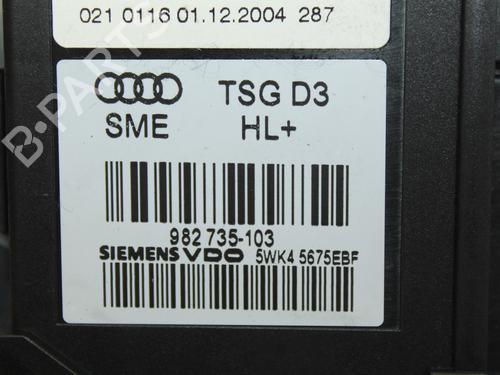 021 0116 01.12.2004 287
TSG D3
SME HL+
982 735-103
SIEMENS VDO 5WK4 5675EBF
B-PARTS